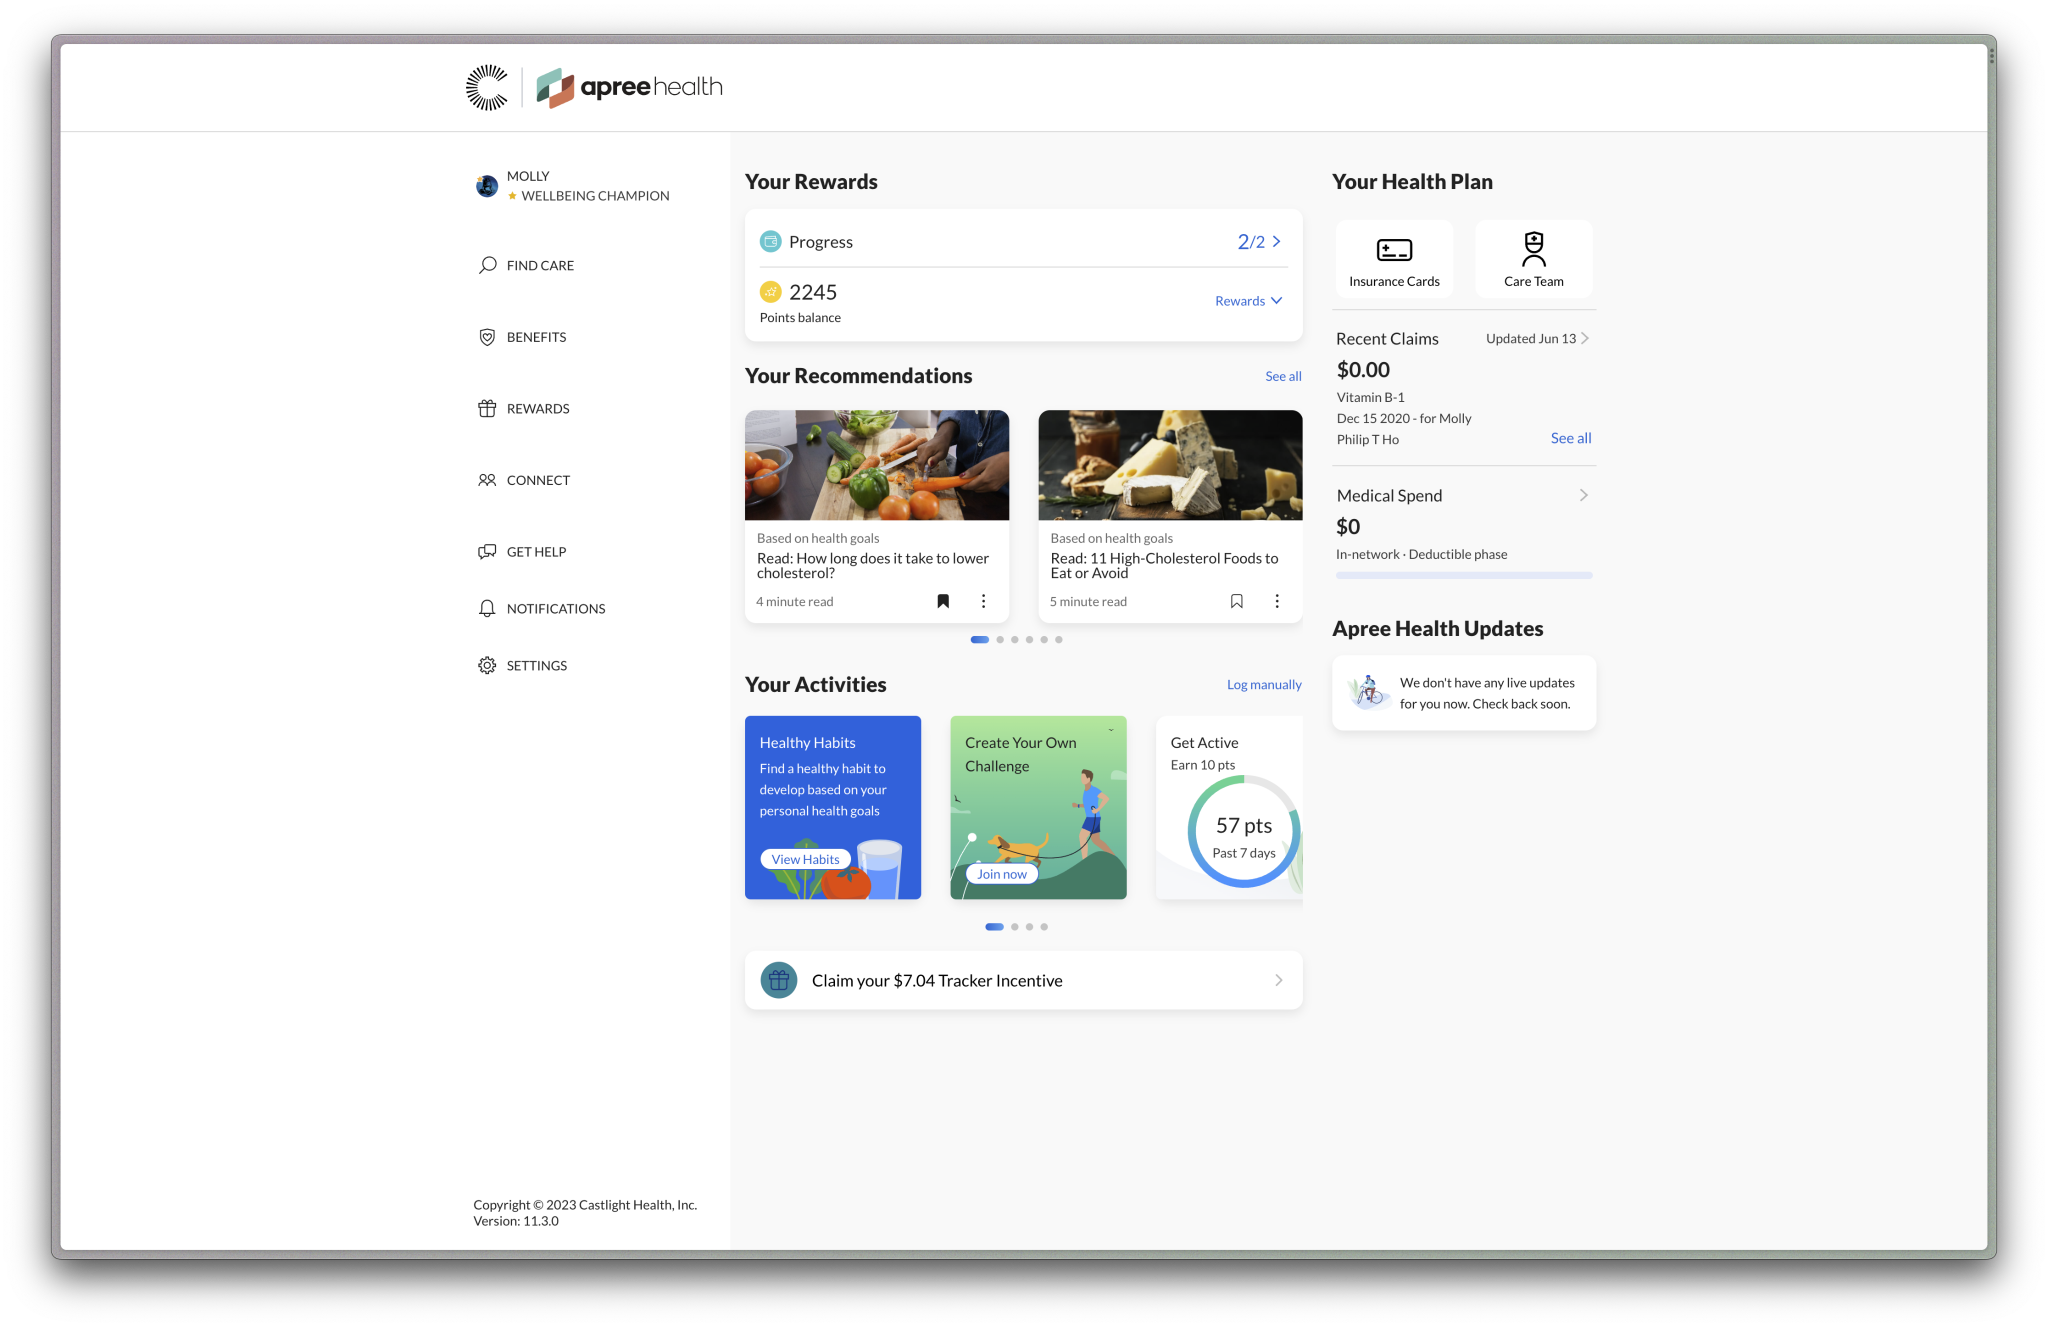 apree health
MOLLY
WELLBEING CHAMPION
FIND CARE
BENEFITS
REWARDS
CONNECT
GET HELP
NOTIFICATIONS
SETTINGS
Copyright © 2023 Castlight Health, Inc.
Version: 11.3.0
Your Rewards
Progress
2/2
2245
Points balance
Rewards
Your Recommendations
See all
Based on health goals
Read: How long does it take to lower
cholesterol?
4 minute read
Based on health goals
Read: 11 High-Cholesterol Foods to
Eat or Avoid
5 minute read
Your Activities
Log manually
Healthy Habits
Find a healthy habit to
develop based on your
personal health goals
View Habits
Create Your Own
Challenge
Join now
Get Active
Earn 10 pts
57 pts
Past 7 days
Claim your $7.04 Tracker Incentive
Your Health Plan
Insurance Cards
Care Team
Recent Claims
Updated Jun 13
$0.00
Vitamin B-1
Dec 15 2020 - for Molly
Philip T Ho
See all
Medical Spend
$0
In-network · Deductible phase
Apree Health Updates
We don't have any live updates
for you now. Check back soon.